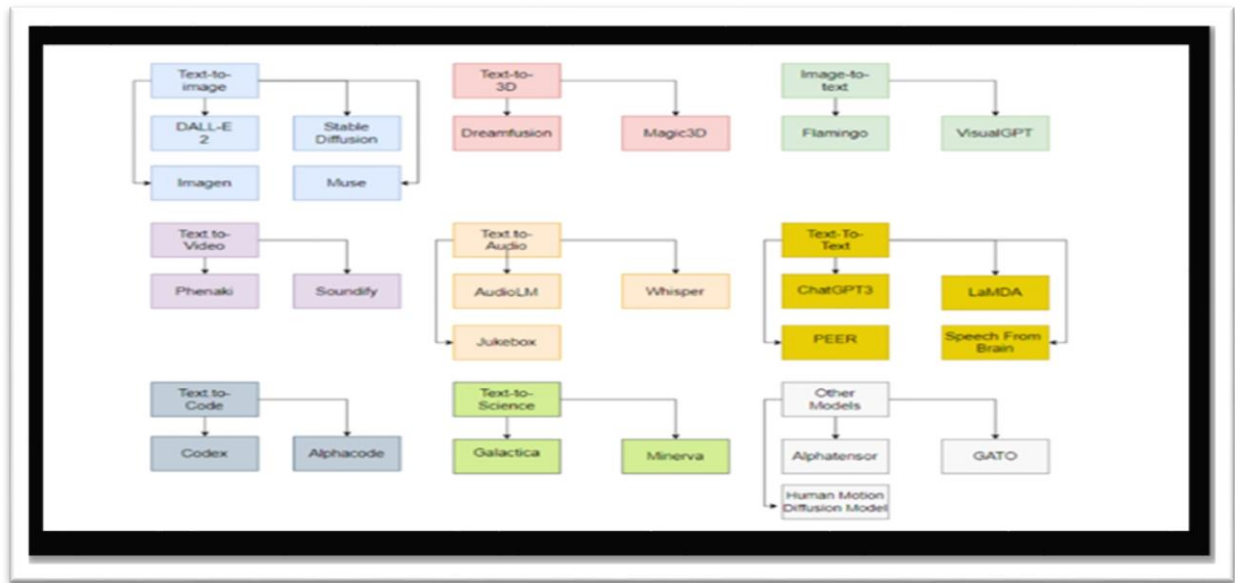 Text-to-
image
DALL-E
2
Stable
Diffusion
Imagen
Muse
Text-to-
3D
Dreamfusion
Magic3D
Image-to-
text
Flamingo
VisualGPT
Text.to-
Video
Phenaki
Soundify
Text.to-
Audio
AudioLM
Whisper
Jukebox
Text-To-
Text
ChatGPT3
LaMDA
PEER
Speech From
Brain
Text.to-
Code
Codex
Alphacode
Text-to-
Science
Galactica
Minerva
Other
Models
Alphatensor
GATO
Human Motion
Diffusion Model